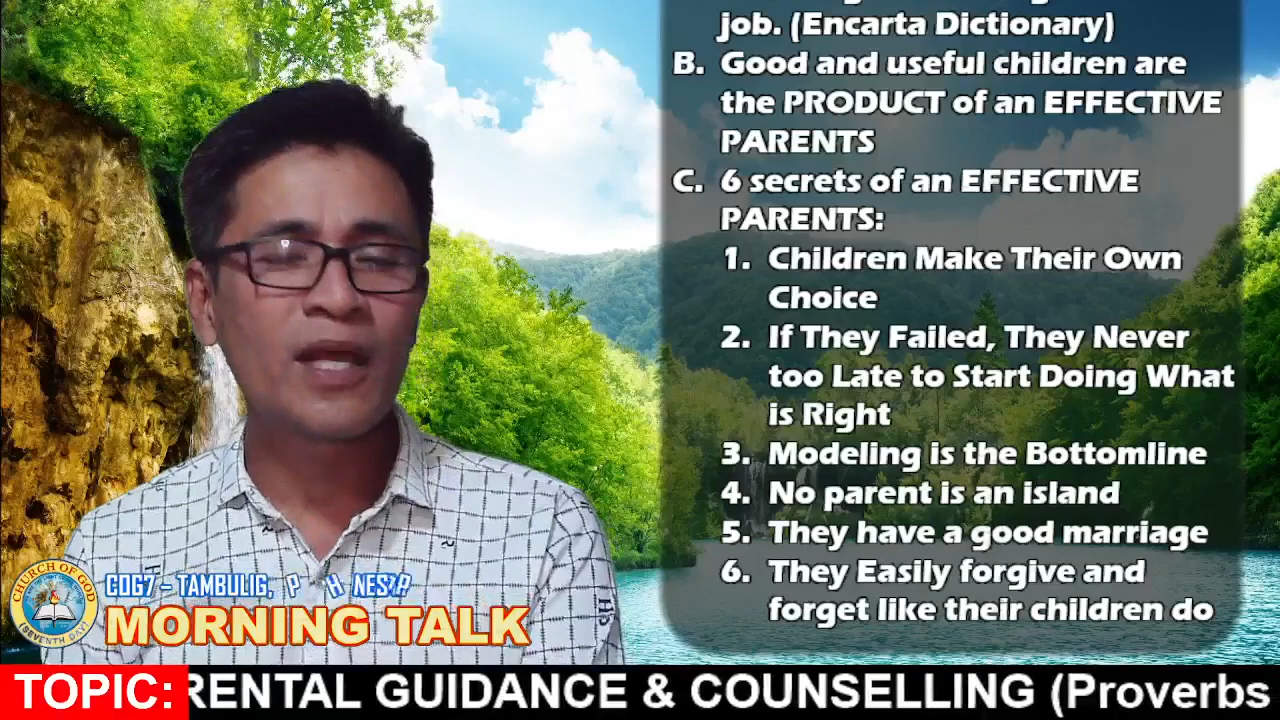 job. (Encarta Dictionary)
B. Good and useful children are
the PRODUCT of an EFFECTIVE
PARENTS
C. 6 secrets of an EFFECTIVE
PARENTS:
1. Children Make Their Own
Choice
2. If They Failed, They Never
too Late to Start Doing What
is Right
3. Modeling is the Bottomline
4. No parent is an island
5. They have a good marriage
6. They Easily forgive and
forget like their children do
CHURCH OF GOD
(SEVENTH DAY)
COG7 - TAMBULIG,
MORNING TALK
TOPIC: RENTAL GUIDANCE & COUNSELLING (Proverbs